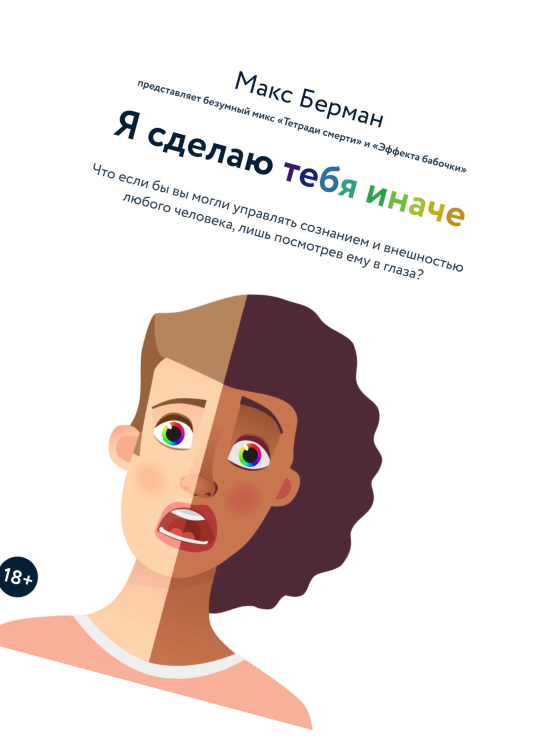 Макс Берман
представляет безумный микс «Тетради смерти» и «Эффекта бабочки»
Я сделаю тебя иначе
Что если бы вы могли управлять сознанием и внешностью
любого человека, лишь посмотрев ему в глаза?
18+